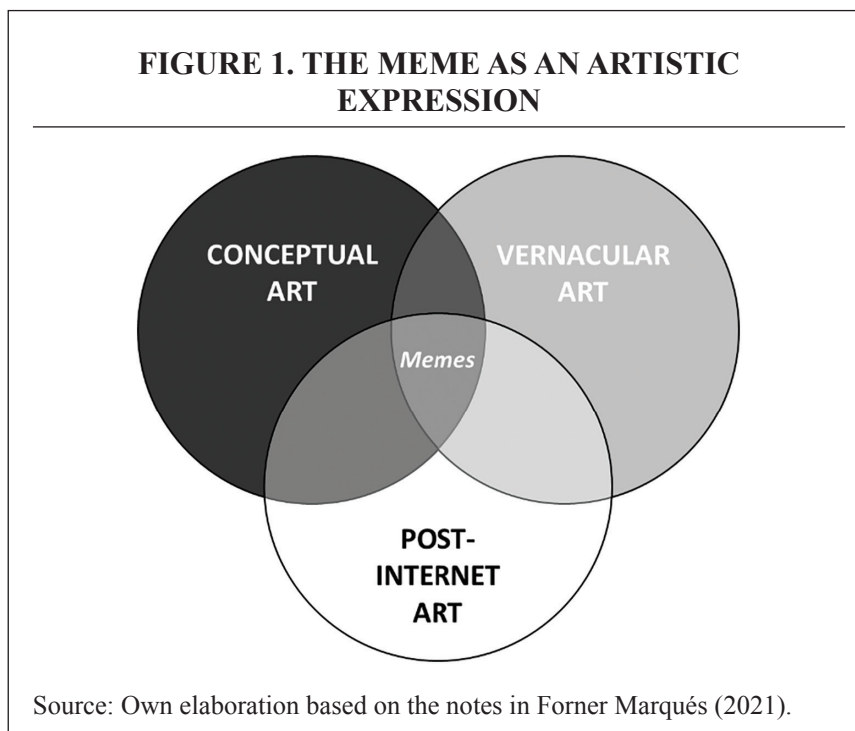 FIGURE 1. THE MEME AS AN ARTISTIC
EXPRESSION
CONCEPTUAL
ART
VERNACULAR
ART
Memes
POST-
INTERNET
ART
Source: Own elaboration based on the notes in Forner Marqués (2021).